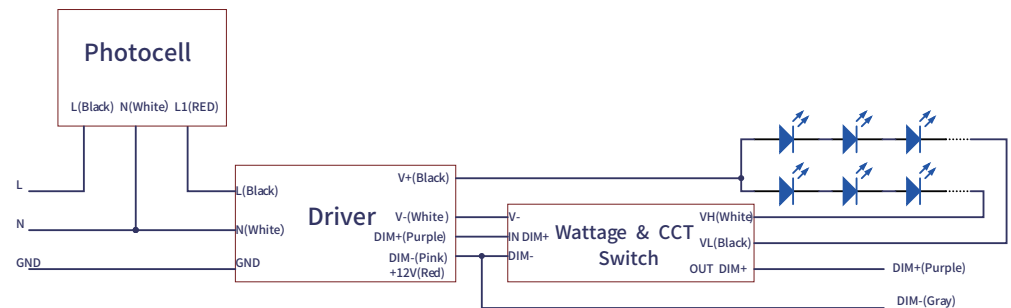 Photocell
L(Black) N(White) L1(RED)
L
N
GND
L(Black)
N(White)
GND
Driver
V+(Black)
V-(White)
DIM+(Purple)
DIM-(Pink)
+12V(Red)
V-
IN DIM+
DIM-
Wattage & CCT
Switch
VH(White)
VL(Black)
OUT DIM+
DIM+(Purple)
DIM-(Gray)